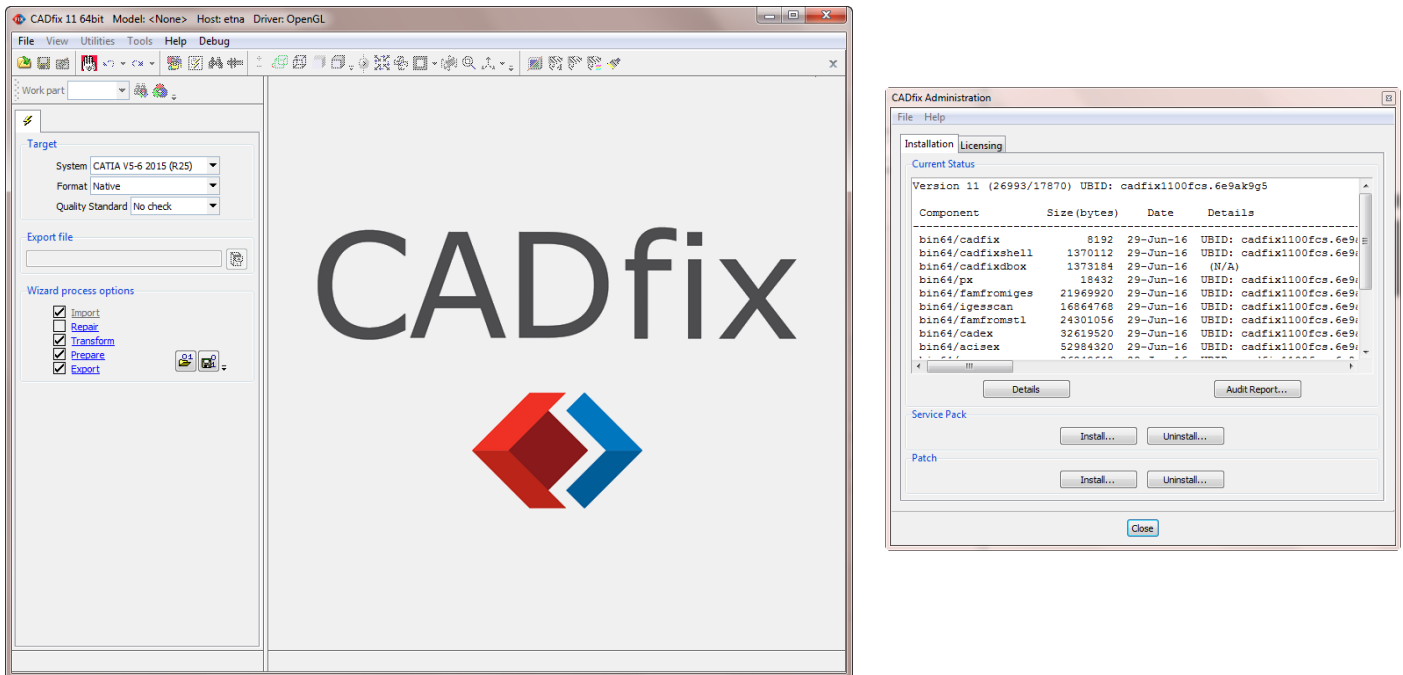 CADfix 11 64bit Model: <None> Host: etna Driver: OpenGL
File View Utilities Tools Help Debug
Work part
Target
System CATIA V5-6 2015 (R25)
Format Native
Quality Standard No check
Export file
Wizard process options
Import
Repair
Transform
Prepare
Export
CADfix
CADfix Administration
File Help
Installation Licensing
Current Status
Version 11 (26993/17870) UBID: cadfix1100fcs.6e9ak9g5
Component Size(bytes) Date Details
bin64/cadfix 8192 29-Jun-16 UBID: cadfix1100fcs.6e9
bin64/cadfixshell 1370112 29-Jun-16 UBID: cadfix1100fcs.6e9
bin64/cadfixdbox 1373184 29-Jun-16 (N/A)
bin64/px 18432 29-Jun-16 UBID: cadfix1100fcs.6e9
bin64/famfromiges 21969920 29-Jun-16 UBID: cadfix1100fcs.6e9
bin64/igesscan 16864768 29-Jun-16 UBID: cadfix1100fcs.6e9
bin64/famfromstl 24301056 29-Jun-16 UBID: cadfix1100fcs.6e9
bin64/cadex 32619520 29-Jun-16 UBID: cadfix1100fcs.6e9
bin64/acisex 52984320 29-Jun-16 UBID: cadfix1100fcs.6e9
Details Audit Report...
Service Pack
Install... Uninstall...
Patch
Install... Uninstall...
Close